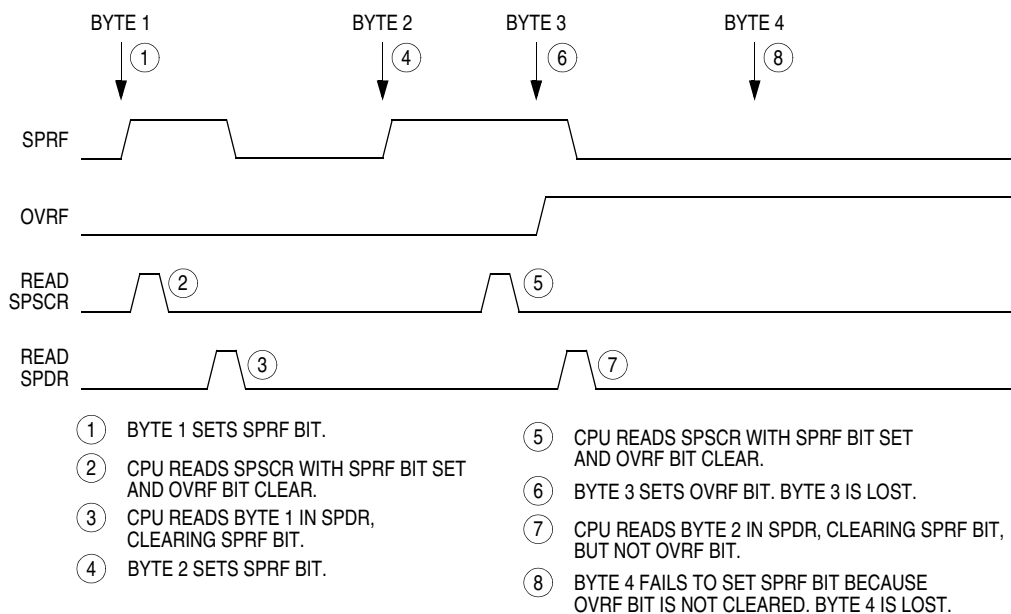 BYTE 1 BYTE 2 BYTE 3 BYTE 4
1 4 6 8
SPRF
OVRF
READ
SPSCR
2 5
READ
SPDR
3 7
1 BYTE 1 SETS SPRF BIT.
2 CPU READS SPSCR WITH SPRF BIT SET
AND OVRF BIT CLEAR.
3 CPU READS BYTE 1 IN SPDR,
CLEARING SPRF BIT.
4 BYTE 2 SETS SPRF BIT.
5 CPU READS SPSCR WITH SPRF BIT SET
AND OVRF BIT CLEAR.
6 BYTE 3 SETS OVRF BIT. BYTE 3 IS LOST.
7 CPU READS BYTE 2 IN SPDR, CLEARING SPRF BIT,
BUT NOT OVRF BIT.
8 BYTE 4 FAILS TO SET SPRF BIT BECAUSE
OVRF BIT IS NOT CLEARED. BYTE 4 IS LOST.